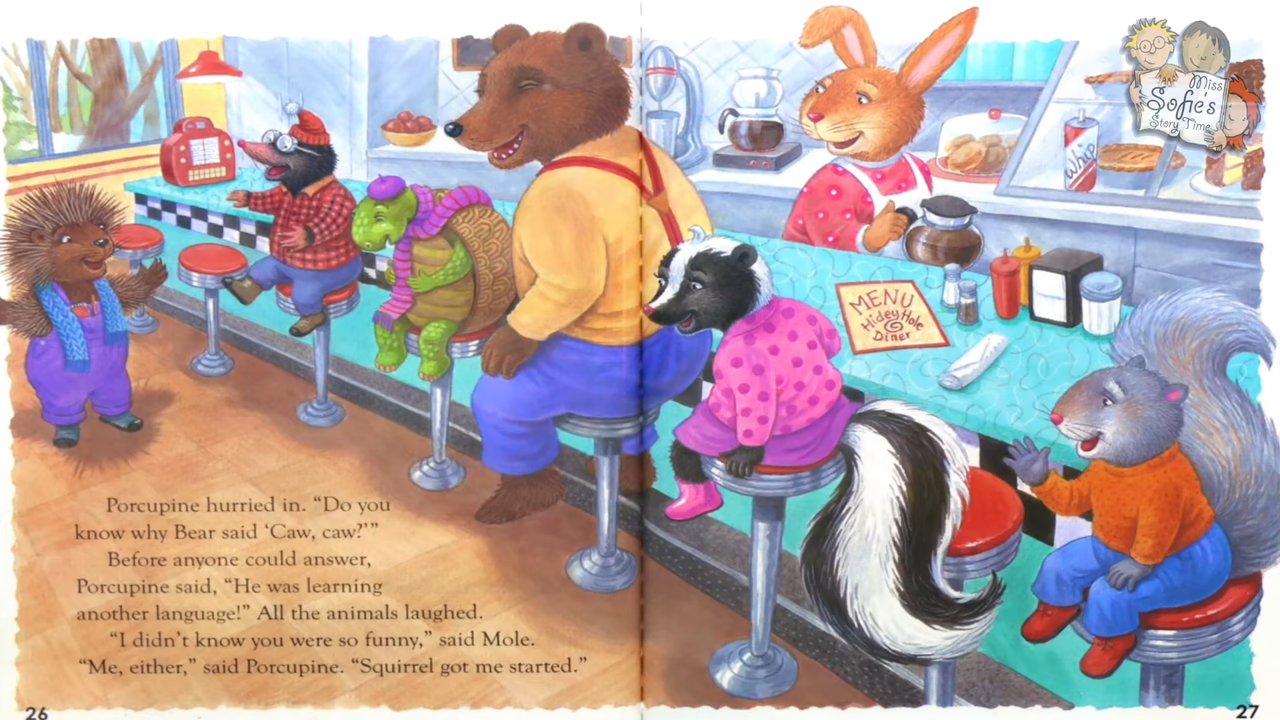 Miss
Sofie's
Story Time
Whip
MENU
HideyHole
Diner
Porcupine hurried in. “Do you
know why Bear said ‘Caw, caw?’”
Before anyone could answer,
Porcupine said, “He was learning
another language!” All the animals laughed.
“I didn’t know you were so funny,” said Mole.
“Me, either,” said Porcupine. “Squirrel got me started.”
26
27